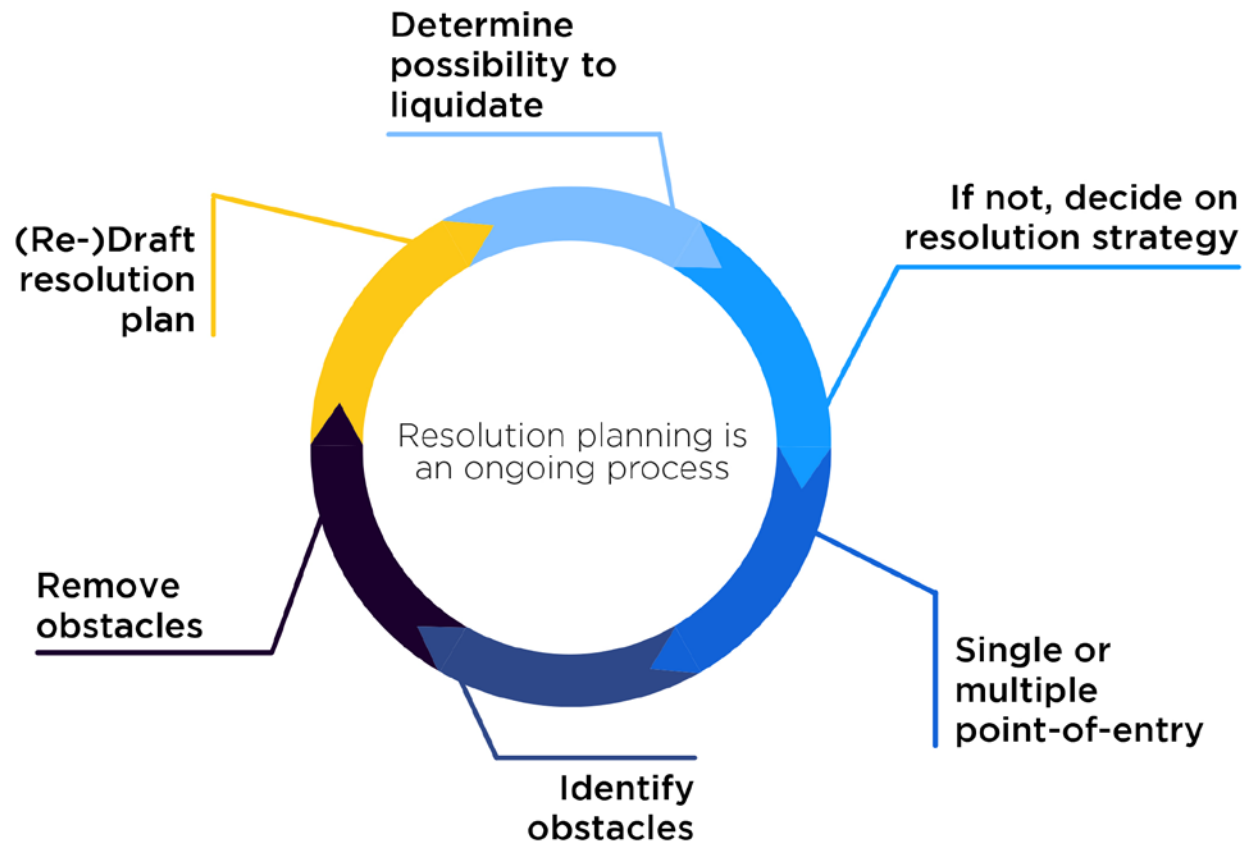 Determine
possibility to
liquidate
If not, decide on
resolution strategy
Single or
multiple
point-of-entry
Identify
obstacles
Remove
obstacles
(Re-)Draft
resolution
plan
Resolution planning is
an ongoing process